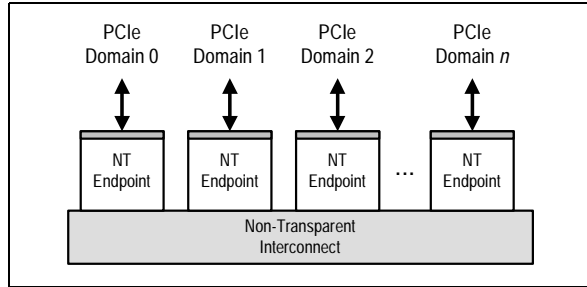 PCIe
Domain 0
PCIe
Domain 1
PCIe
Domain 2
PCIe
Domain n
NT
Endpoint
NT
Endpoint
NT
Endpoint
...
NT
Endpoint
Non-Transparent
Interconnect